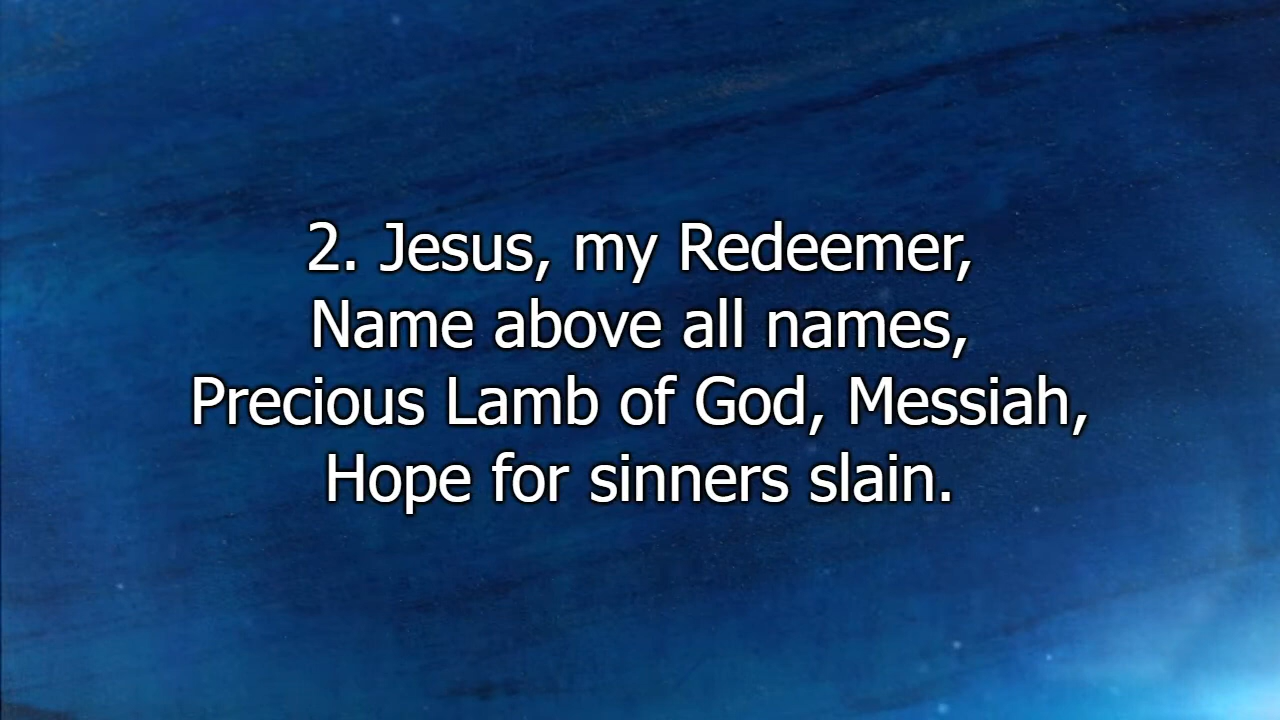 2. Jesus, my Redeemer,
Name above all names,
Precious Lamb of God, Messiah,
Hope for sinners slain.